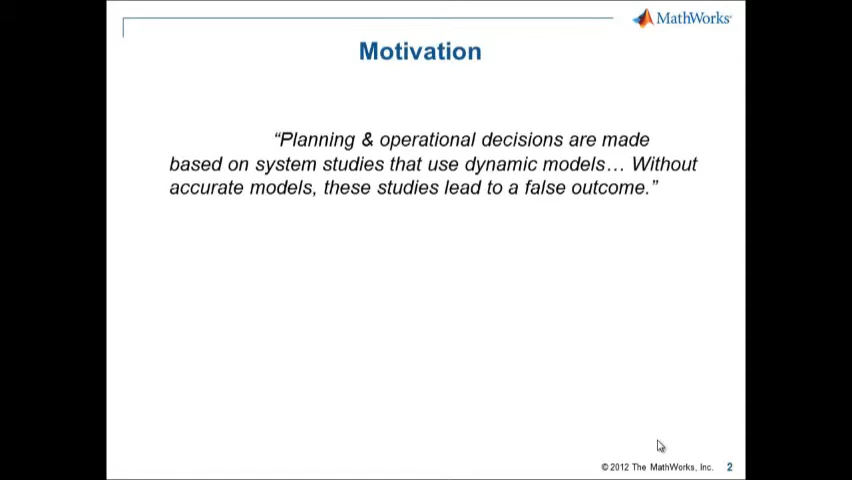 MathWorks®
Motivation
“Planning & operational decisions are made
based on system studies that use dynamic models… Without
accurate models, these studies lead to a false outcome.”
© 2012 The MathWorks, Inc. 2